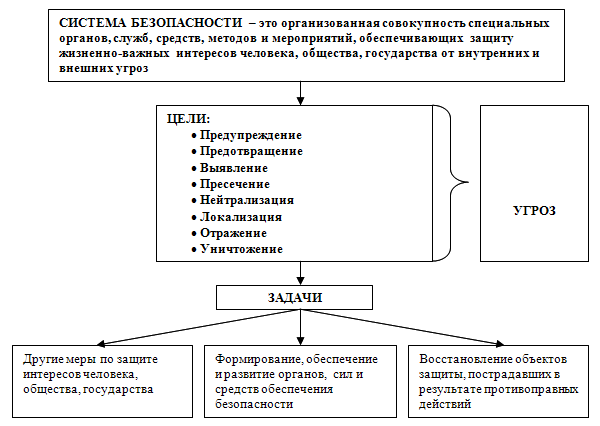 СИСТЕМА БЕЗОПАСНОСТИ – это организованная совокупность специальных
органов, служб, средств, методов и мероприятий, обеспечивающих защиту
жизненно-важных интересов человека, общества, государства от внутренних и
внешних угроз
ЦЕЛИ:
• Предупреждение
• Предотвращение
• Выявление
• Пресечение
• Нейтрализация
• Локализация
• Отражение
• Уничтожение
УГРОЗ
ЗАДАЧИ
Другие меры по защите
интересов человека,
общества, государства
Формирование, обеспечение
и развитие органов, сил и
средств обеспечения
безопасности
Восстановление объектов
защиты, пострадавших в
результате противоправных
действий